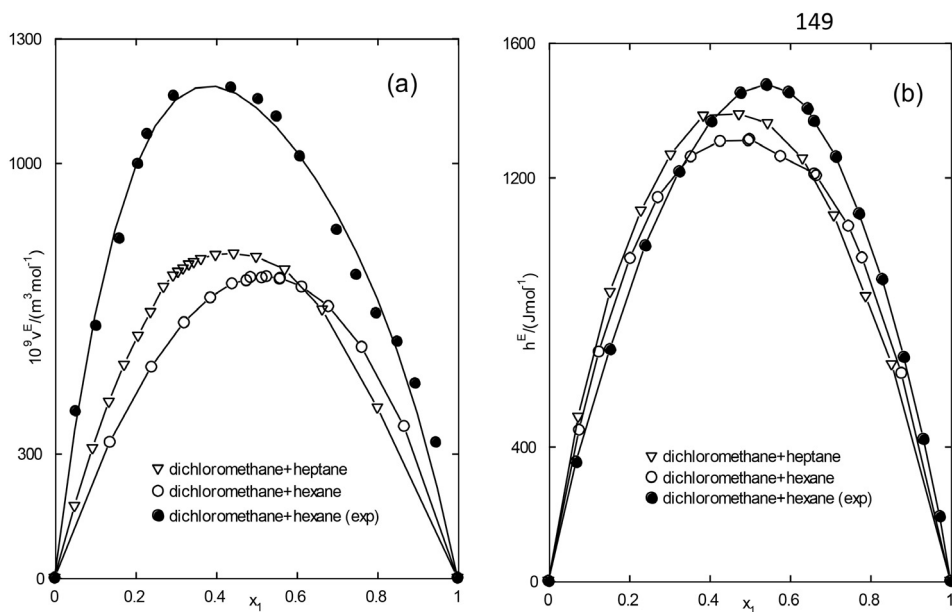 149
1300
(a)
1000
10⁹vᴱ/(m³mol⁻¹)
300
▽ dichloromethane+heptane
○ dichloromethane+hexane
● dichloromethane+hexane (exp)
0
0 0.2 0.4 0.6 0.8 1
x₁
1600
(b)
1200
hᴱ/(Jmol⁻¹)
400
▽ dichloromethane+heptane
○ dichloromethane+hexane
● dichloromethane+hexane (exp)
0
0 0.2 0.4 0.6 0.8 1
x₁